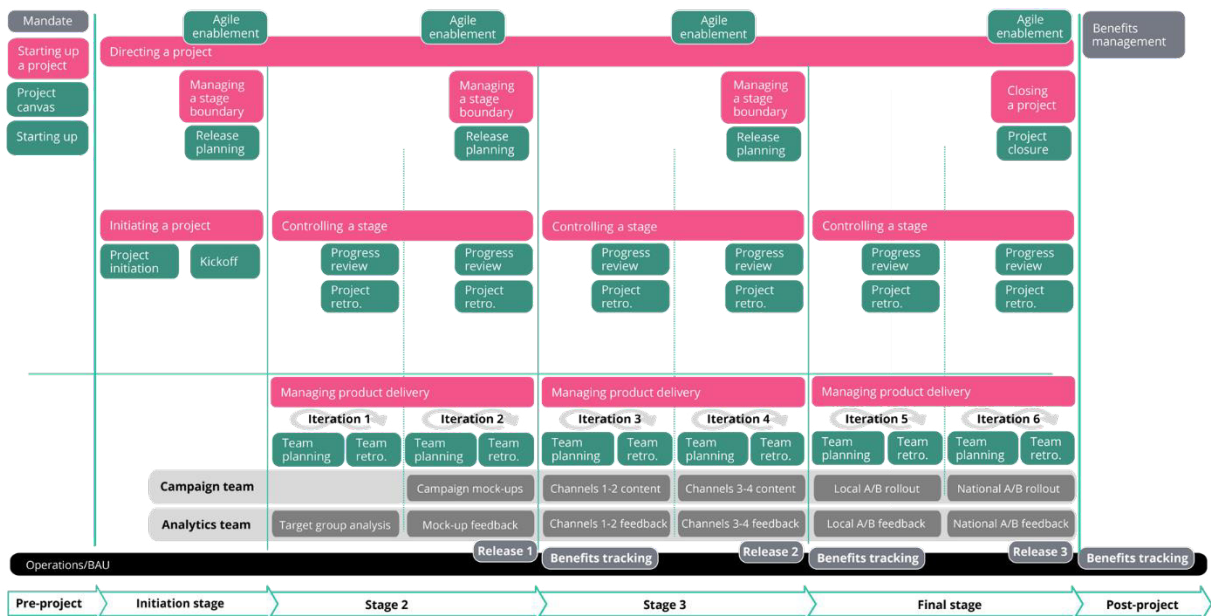 Mandate
Agile
enablement
Agile
enablement
Agile
enablement
Agile
enablement
Benefits
management
Starting up
a project
Directing a project
Project
canvas
Managing
a stage
boundary
Managing
a stage
boundary
Managing
a stage
boundary
Closing
a project
Starting up
Release
planning
Release
planning
Release
planning
Project
closure
Initiating a project
Controlling a stage
Controlling a stage
Controlling a stage
Project
initiation
Kickoff
Progress
review
Progress
review
Progress
review
Progress
review
Progress
review
Progress
review
Project
retro.
Project
retro.
Project
retro.
Project
retro.
Project
retro.
Project
retro.
Managing product delivery
Managing product delivery
Managing product delivery
Iteration 1
Iteration 2
Iteration 3
Iteration 4
Iteration 5
Iteration 6
Team
planning
Team
retro.
Team
planning
Team
retro.
Team
planning
Team
retro.
Team
planning
Team
retro.
Team
planning
Team
retro.
Team
planning
Team
retro.
Campaign team
Campaign mock-ups
Channels 1-2 content
Channels 3-4 content
Local A/B rollout
National A/B rollout
Analytics team
Target group analysis
Mock-up feedback
Channels 1-2 feedback
Channels 3-4 feedback
Local A/B feedback
National A/B feedback
Release 1
Release 2
Release 3
Operations/BAU
Benefits tracking
Benefits tracking
Benefits tracking
Pre-project
Initiation stage
Stage 2
Stage 3
Final stage
Post-project